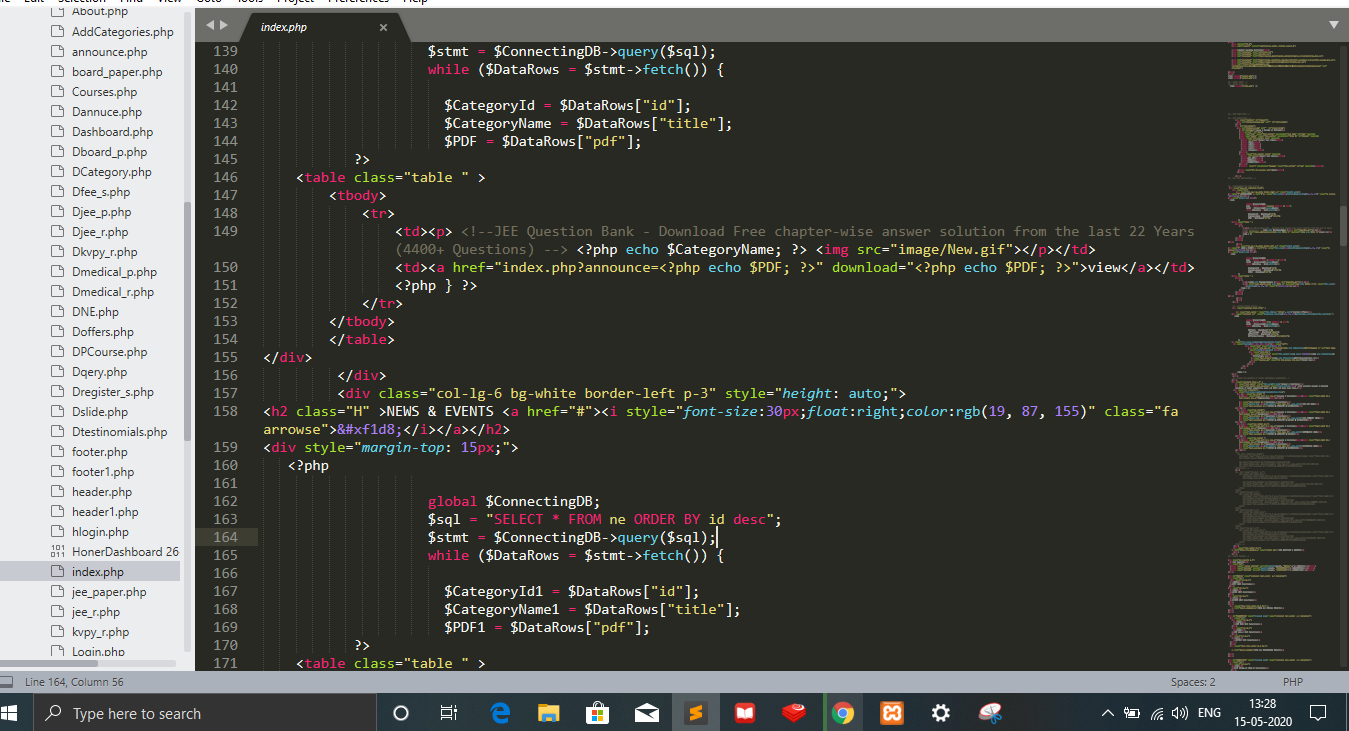 File Edit Selection Find View Goto Tools Project Preferences Help
About.php
AddCategories.php
announce.php
board_paper.php
Courses.php
Dannuce.php
Dashboard.php
Dboard_p.php
DCategory.php
Dfee_s.php
Djee_p.php
Djee_r.php
Dkvpy_r.php
Dmedical_p.php
Dmedical_r.php
DNE.php
Doffers.php
DPCourse.php
Dqery.php
Dregister_s.php
Dslide.php
Dtestinomials.php
footer.php
footer1.php
header.php
header1.php
hlogin.php
HonerDashboard 26
index.php
jee_paper.php
jee_r.php
kvpy_r.php
Login.php
index.php ×
139 $stmt = $ConnectingDB->query($sql);
140 while ($DataRows = $stmt->fetch()) {
141
142 $CategoryId = $DataRows["id"];
143 $CategoryName = $DataRows["title"];
144 $PDF = $DataRows["pdf"];
145 ?>
146 <table class="table " >
147 <tbody>
148 <tr>
149 <td><p> <!--JEE Question Bank - Download Free chapter-wise answer solution from the last 22 Years
(4400+ Questions) --> <?php echo $CategoryName; ?> <img src="image/New.gif"></p></td>
150 <td><a href="index.php?announce=<?php echo $PDF; ?>" download="<?php echo $PDF; ?>">view</a></td>
151 <?php } ?>
152 </tr>
153 </tbody>
154 </table>
155 </div>
156 </div>
157 <div class="col-lg-6 bg-white border-left p-3" style="height: auto;">
158 <h2 class="H" >NEWS & EVENTS <a href="#"><i style="font-size:30px;float:right;color:rgb(19, 87, 155)" class="fa
arrowse">&#xf1d8;</i></a></h2>
159 <div style="margin-top: 15px;">
160 <?php
161
162 global $ConnectingDB;
163 $sql = "SELECT * FROM ne ORDER BY id desc";
164 $stmt = $ConnectingDB->query($sql);
165 while ($DataRows = $stmt->fetch()) {
166
167 $CategoryId1 = $DataRows["id"];
168 $CategoryName1 = $DataRows["title"];
169 $PDF1 = $DataRows["pdf"];
170 ?>
171 <table class="table " >
Line 164, Column 56
Spaces: 2
PHP
Type here to search
ENG
13:28
15-05-2020